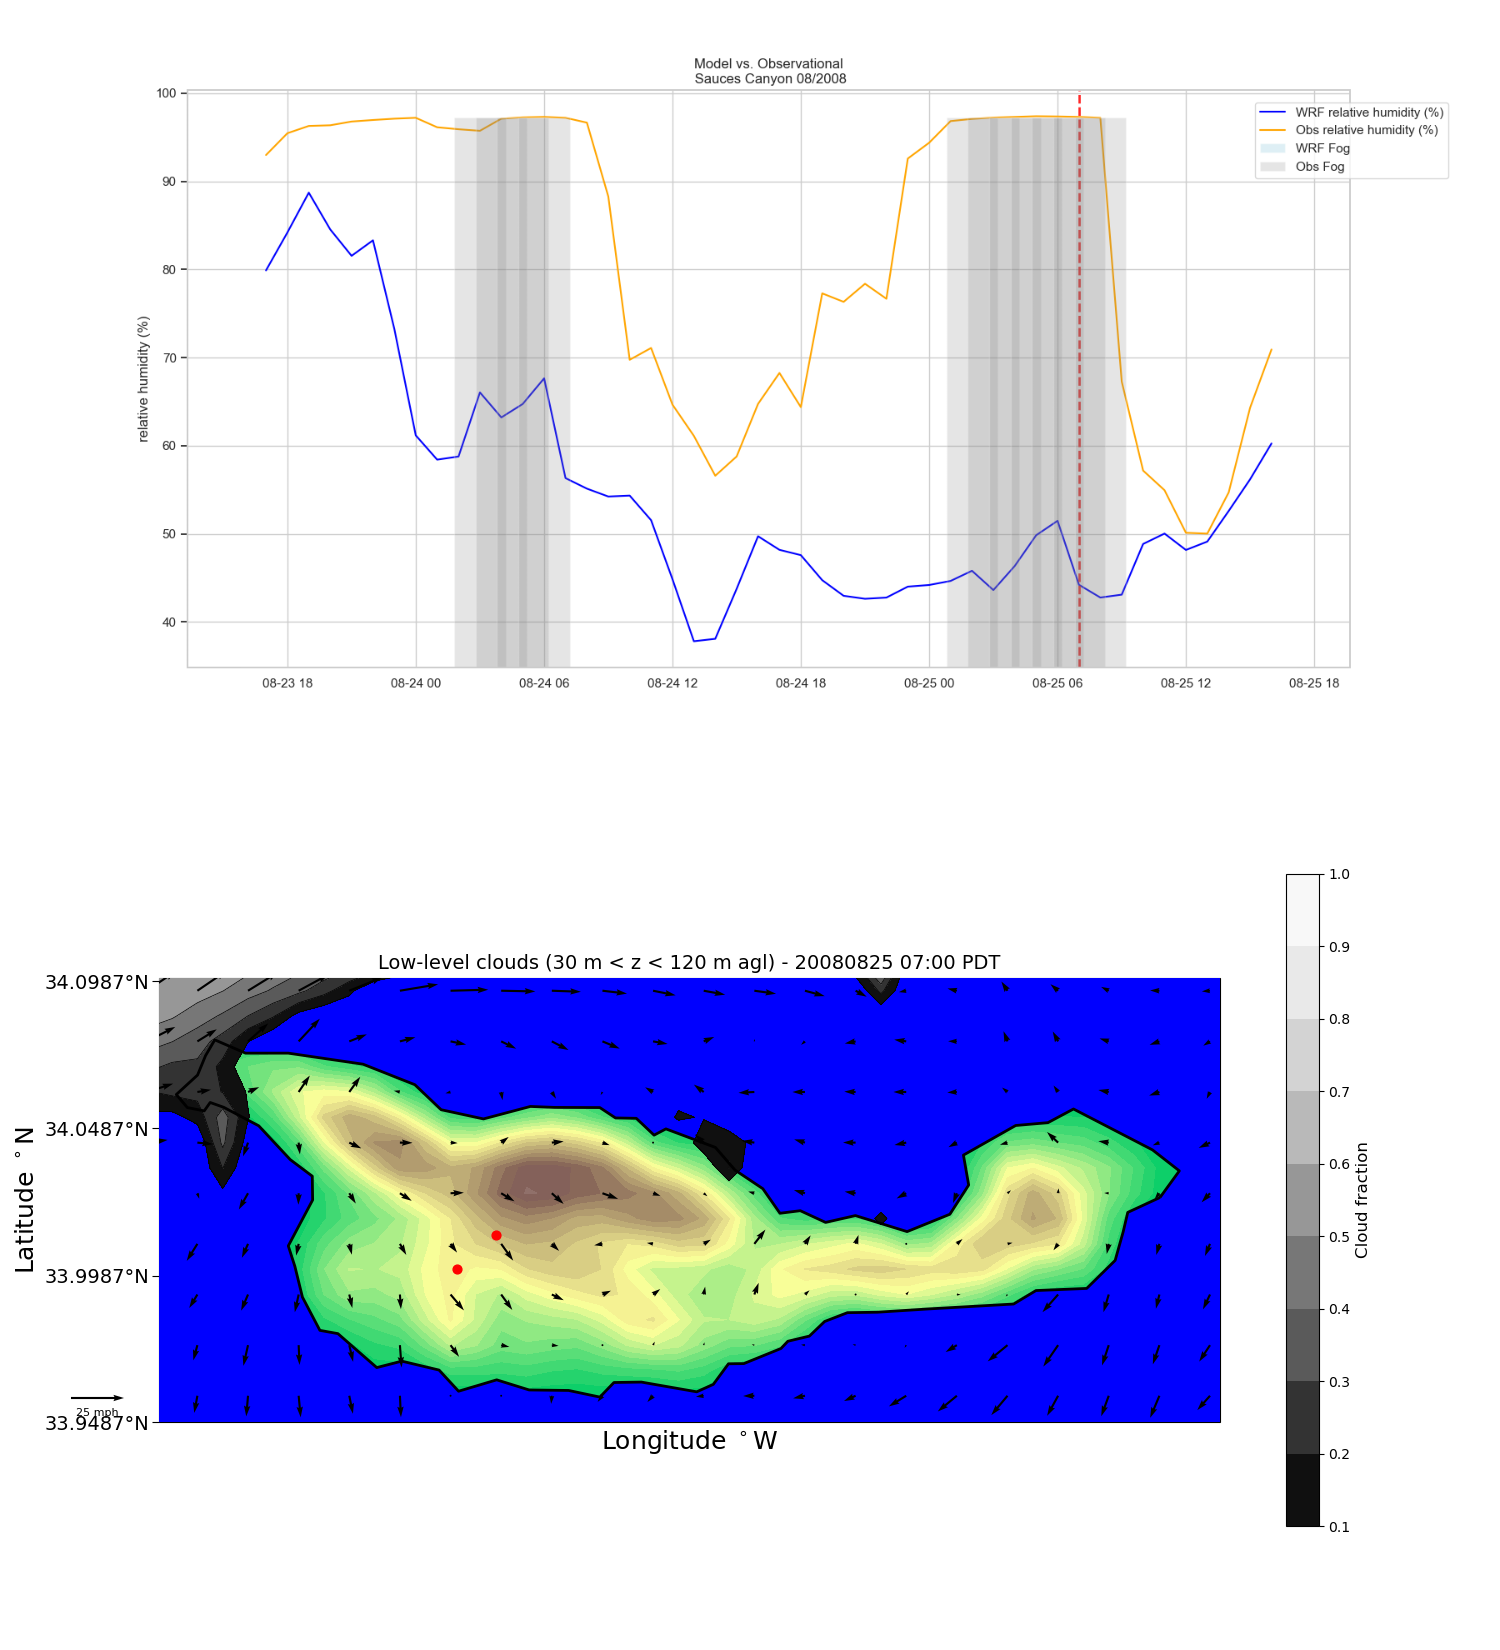 Model vs. Observational
Sauces Canyon 08/2008
100
90
80
70
60
50
40
relative humidity (%)
WRF relative humidity (%)
Obs relative humidity (%)
WRF Fog
Obs Fog
08-23 18
08-24 00
08-24 06
08-24 12
08-24 18
08-25 00
08-25 06
08-25 12
08-25 18
Low-level clouds (30 m < z < 120 m agl) - 20080825 07:00 PDT
34.0987°N
34.0487°N
33.9987°N
33.9487°N
Latitude °N
25 mph
Longitude °W
1.0
0.9
0.8
0.7
0.6
0.5
0.4
0.3
0.2
0.1
Cloud fraction